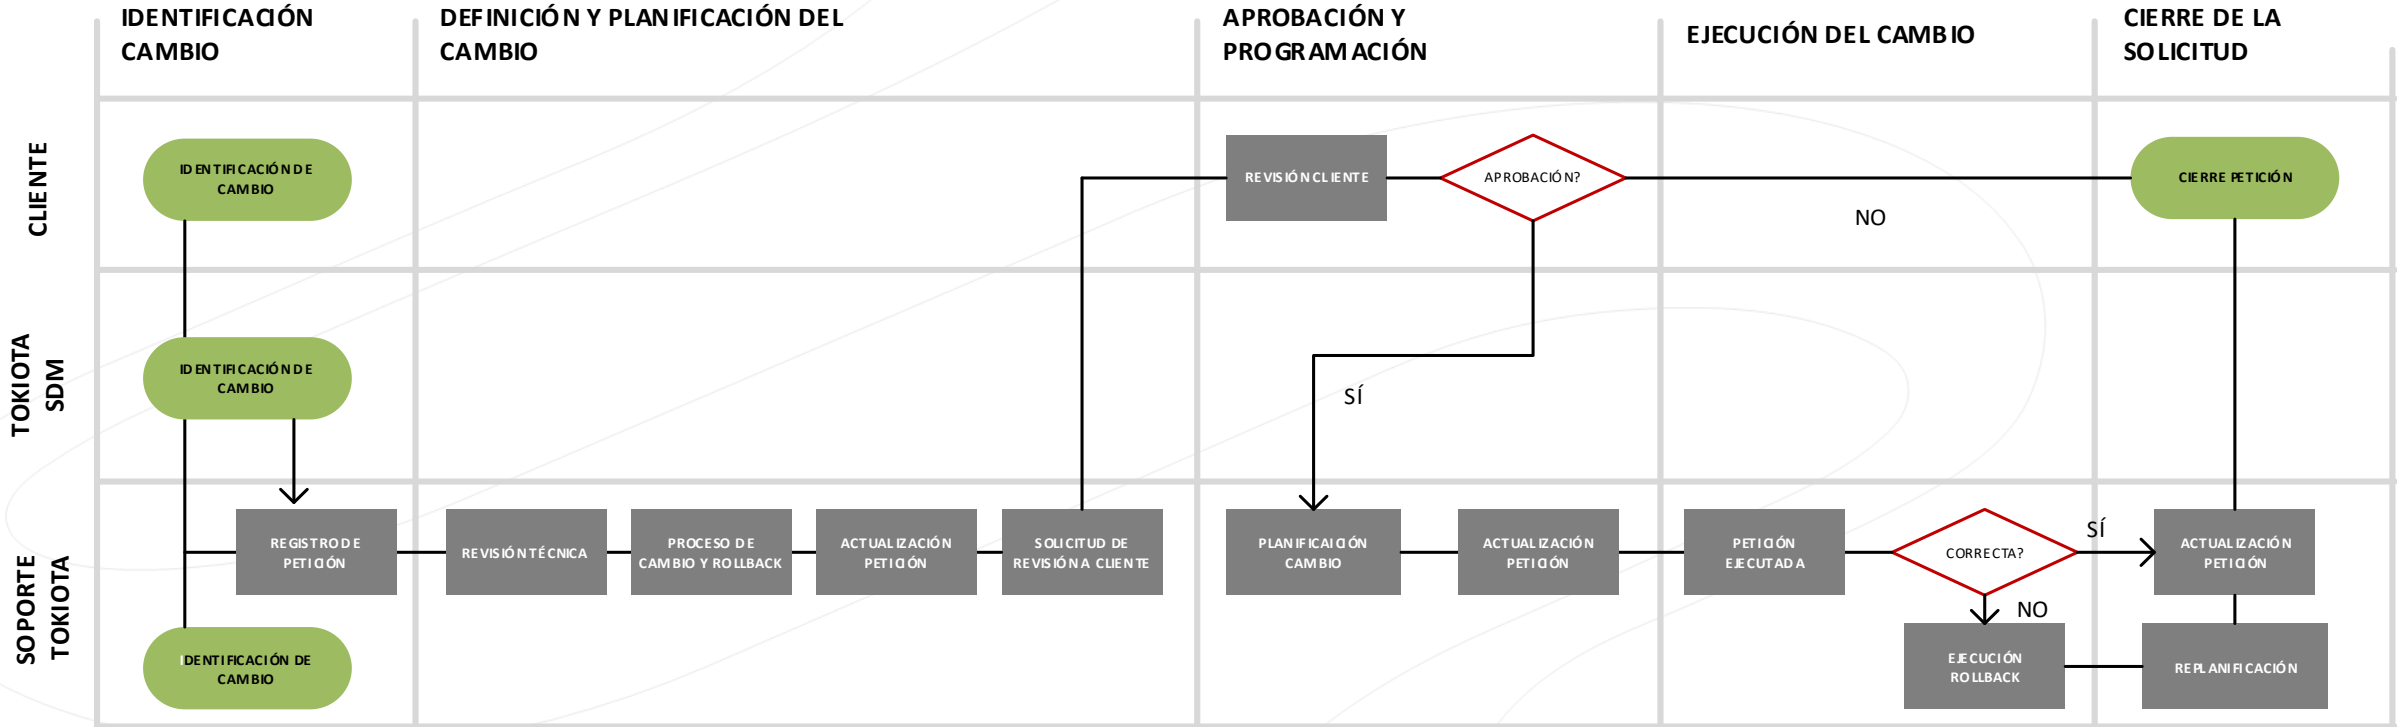 IDENTIFICACIÓN
CAMBIO
DEFINICIÓN Y PLANIFICACIÓN DEL
CAMBIO
APROBACIÓN Y
PROGRAMACIÓN
EJECUCIÓN DEL CAMBIO
CIERRE DE LA
SOLICITUD
CLIENTE
IDENTIFICACIÓN DE
CAMBIO
REVISIÓN CLIENTE
APROBACIÓN?
NO
CIERRE PETICIÓN
TOKIOTA
SDM
IDENTIFICACIÓN DE
CAMBIO
SÍ
SOPORTE
TOKIOTA
REGISTRO DE
PETICIÓN
REVISIÓN TÉCNICA
PROCESO DE
CAMBIO Y ROLLBACK
ACTUALIZACIÓN
PETICIÓN
SOLICITUD DE
REVISIÓN A CLIENTE
PLANIFICAICIÓN
CAMBIO
ACTUALIZACIÓN
PETICIÓN
PETICIÓN
EJECUTADA
CORRECTA?
SÍ
ACTUALIZACIÓN
PETICIÓN
NO
IDENTIFICACIÓN DE
CAMBIO
EJECUCIÓN
ROLLBACK
REPLANIFICACIÓN